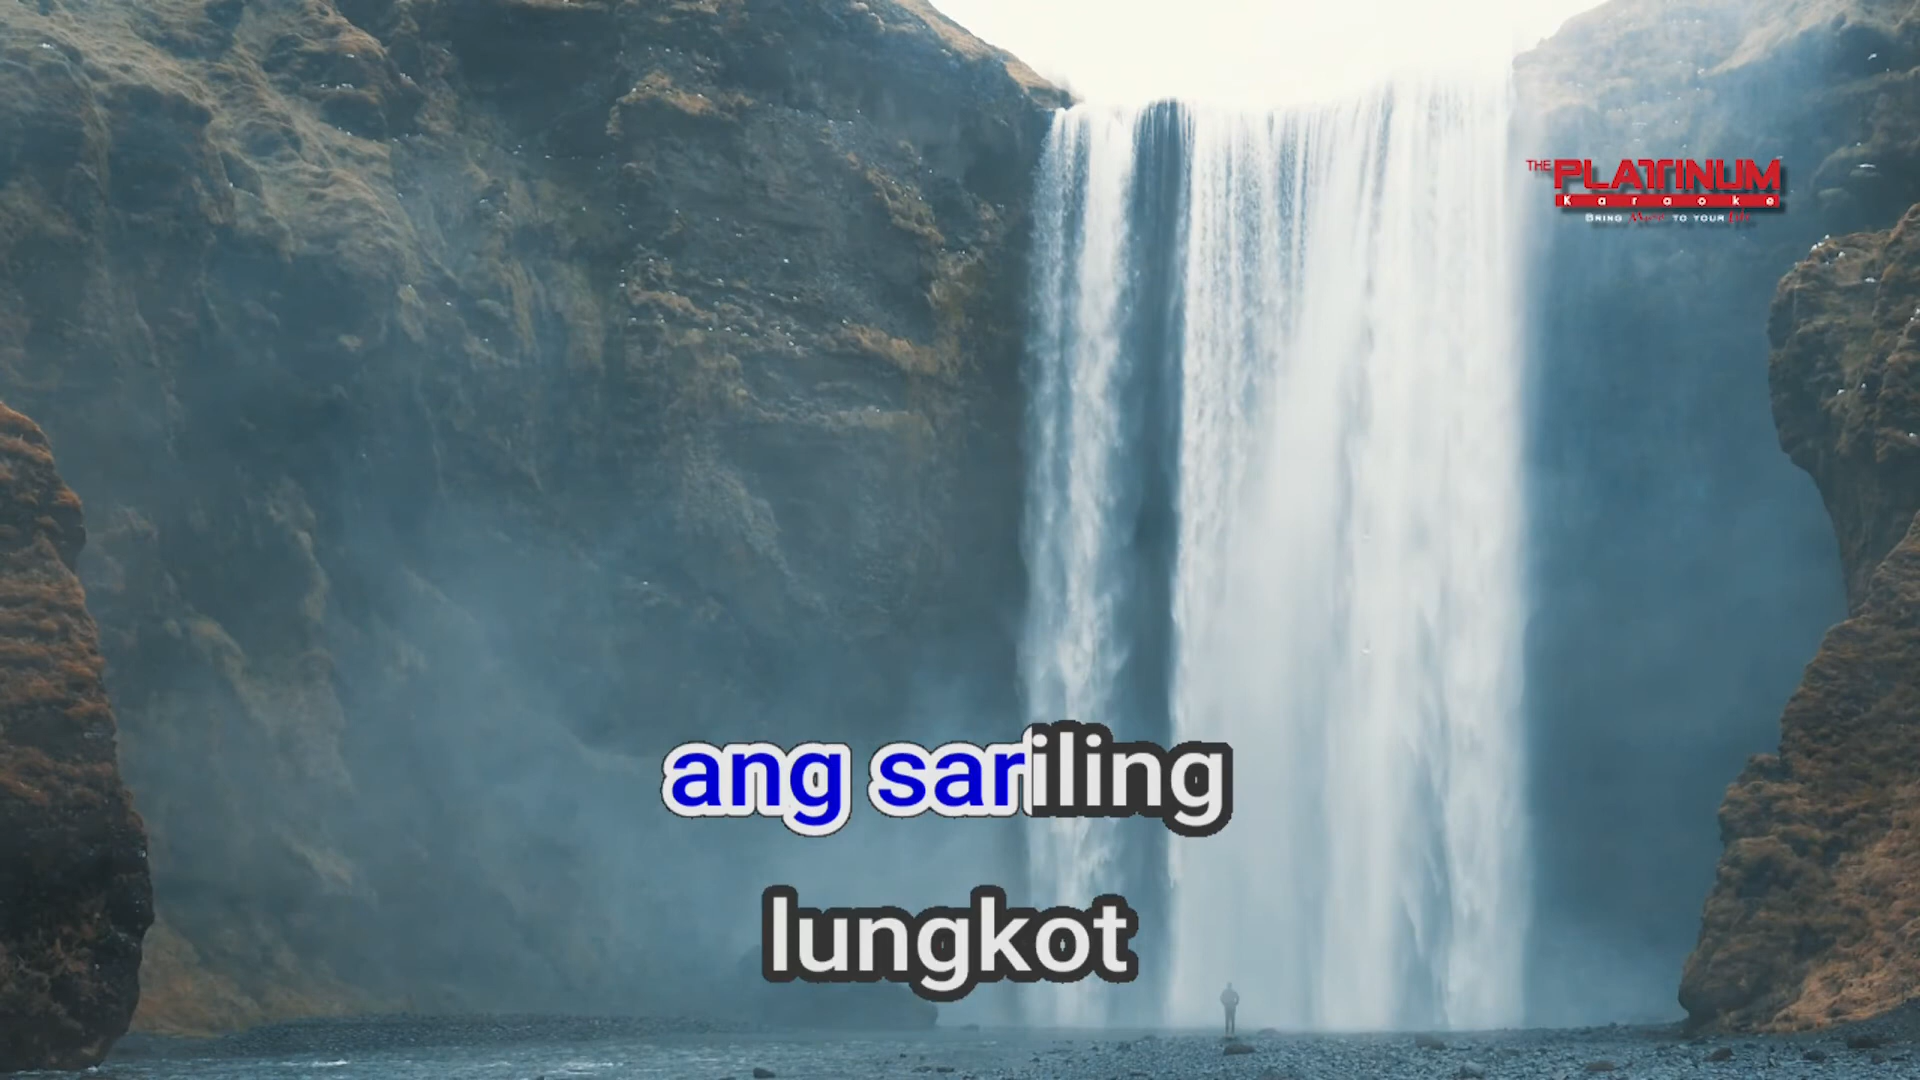 THE PLATINUM
Karaoke
BRING Music TO YOUR Life
ang sariling
lungkot